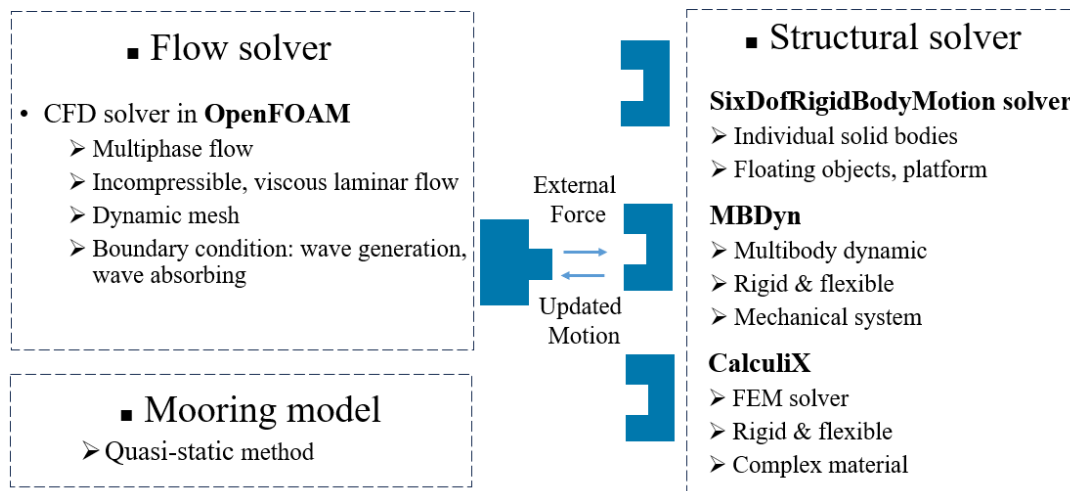 ▪ Flow solver
• CFD solver in OpenFOAM
➢ Multiphase flow
➢ Incompressible, viscous laminar flow
➢ Dynamic mesh
➢ Boundary condition: wave generation,
wave absorbing
▪ Mooring model
➢ Quasi-static method
External
Force
Updated
Motion
▪ Structural solver
SixDofRigidBodyMotion solver
➢ Individual solid bodies
➢ Floating objects, platform
MBDyn
➢ Multibody dynamic
➢ Rigid & flexible
➢ Mechanical system
CalculiX
➢ FEM solver
➢ Rigid & flexible
➢ Complex material